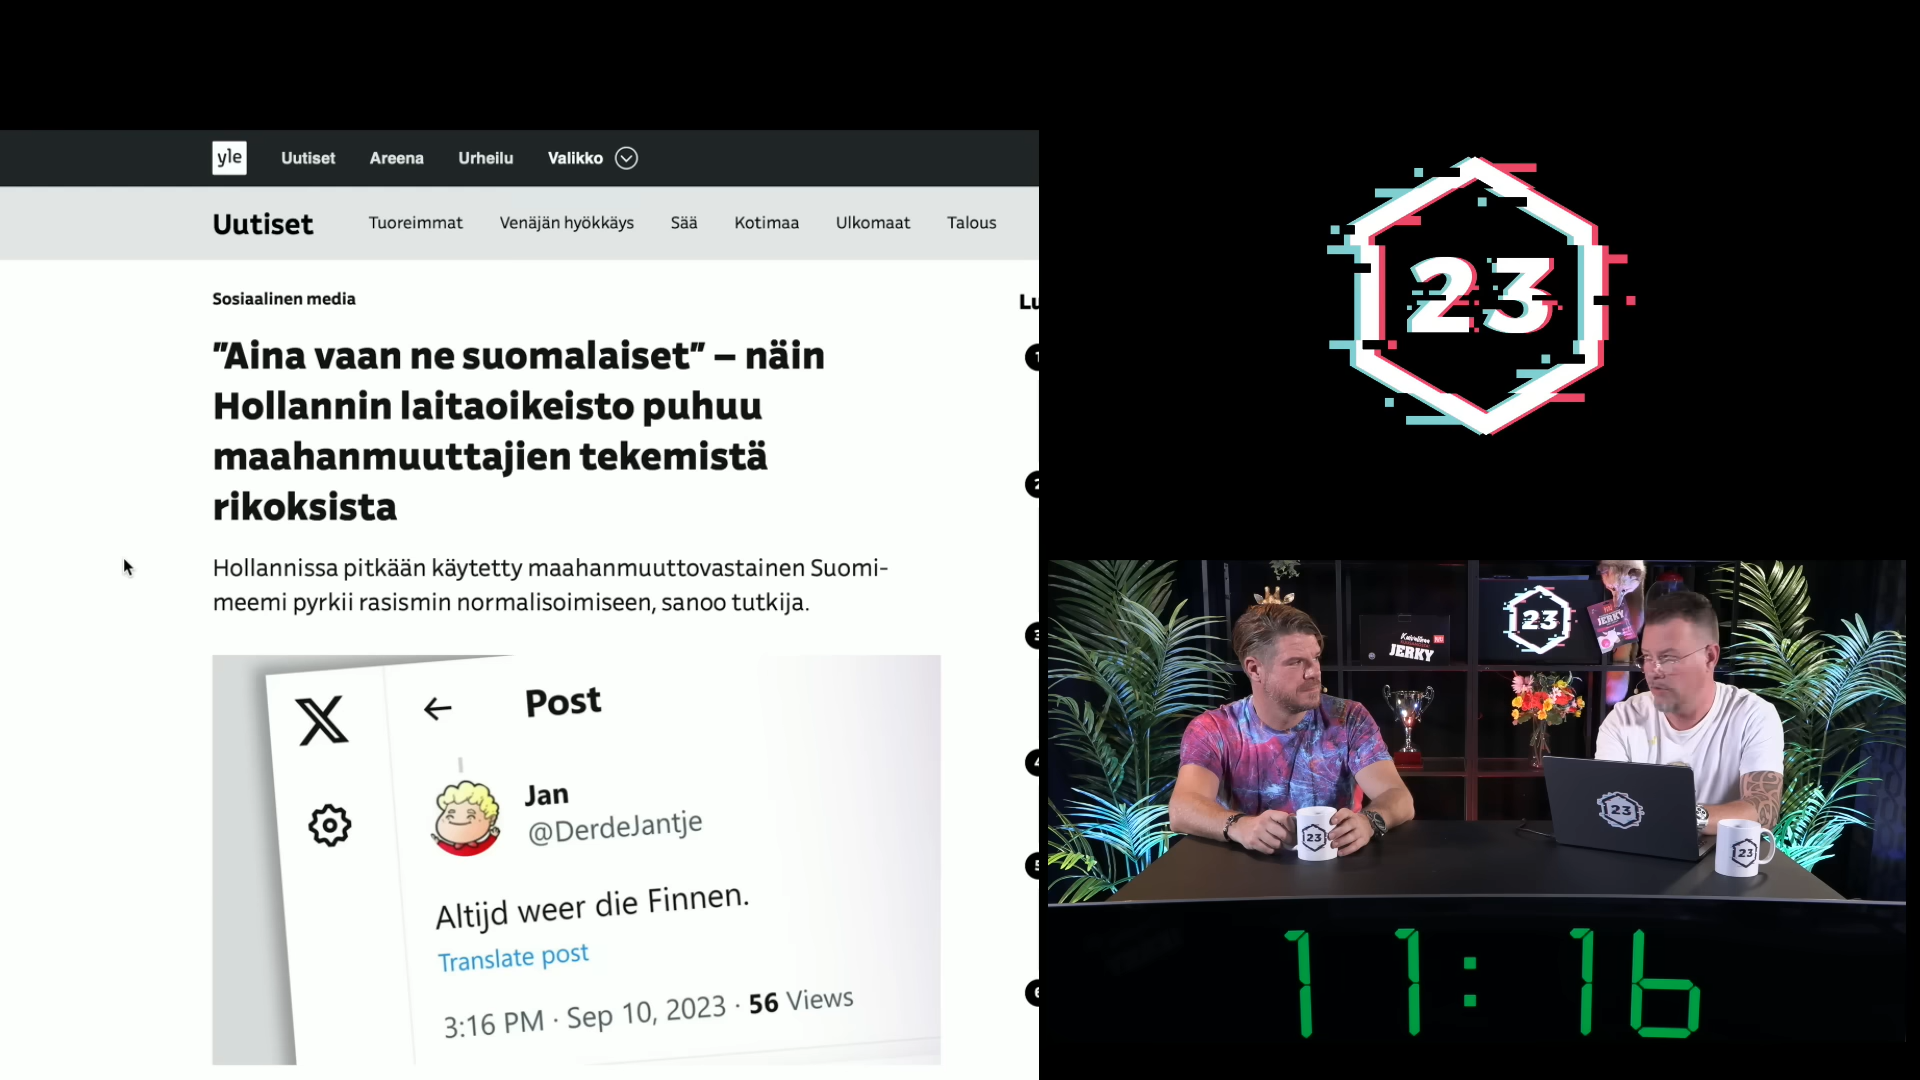 yle Uutiset Areena Urheilu Valikko
Uutiset Tuoreimmat Venäjän hyökkäys Sää Kotimaa Ulkomaat Talous
Sosiaalinen media
"Aina vaan ne suomalaiset" – näin
Hollannin laitaoikeisto puhuu
maahanmuuttajien tekemistä
rikoksista
Hollannissa pitkään käytetty maahanmuuttovastainen Suomi-
meemi pyrkii rasismin normalisoimiseen, sanoo tutkija.
X
Post
Jan
@DerdeJantje
Altijd weer die Finnen.
Translate post
3:16 PM · Sep 10, 2023 · 56 Views
23
JERKY
23
JERKY
23
23
23
11:16